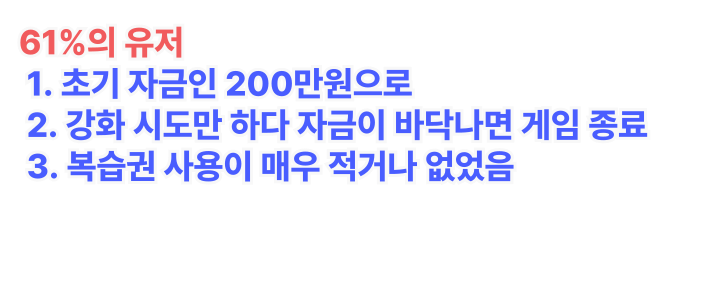 61%의 유저
1. 초기 자금인 200만원으로
2. 강화 시도만 하다 자금이 바닥나면 게임 종료
3. 복습권 사용이 매우 적거나 없었음